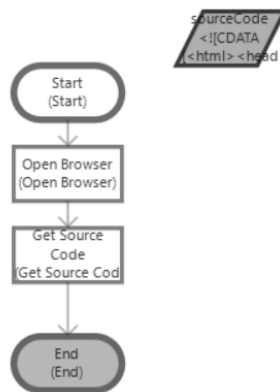 sourceCode
<![CDATA
[<html> <head
Start
(Start)
Open Browser
(Open Browser)
Get Source
Code
(Get Source Cod
End
(End)